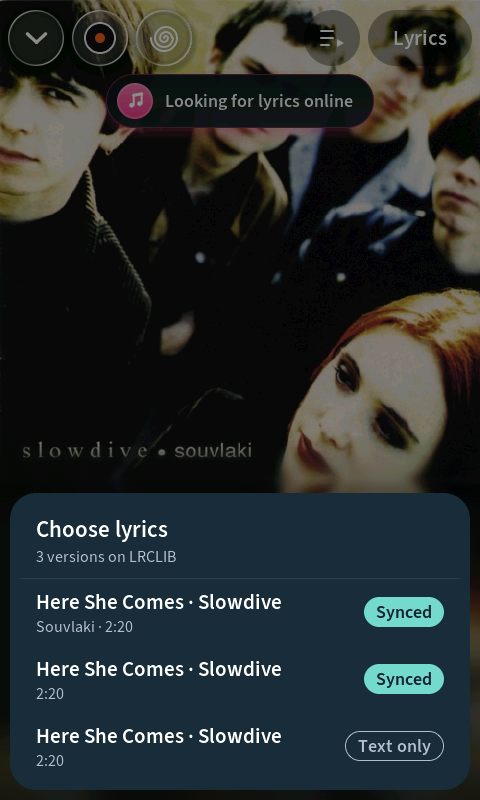 Lyrics
Looking for lyrics online
slowdive • souvlaki
Choose lyrics
3 versions on LRCLIB
Here She Comes · Slowdive
Synced
Souvlaki · 2:20
Here She Comes · Slowdive
Synced
2:20
Here She Comes · Slowdive
Text only
2:20